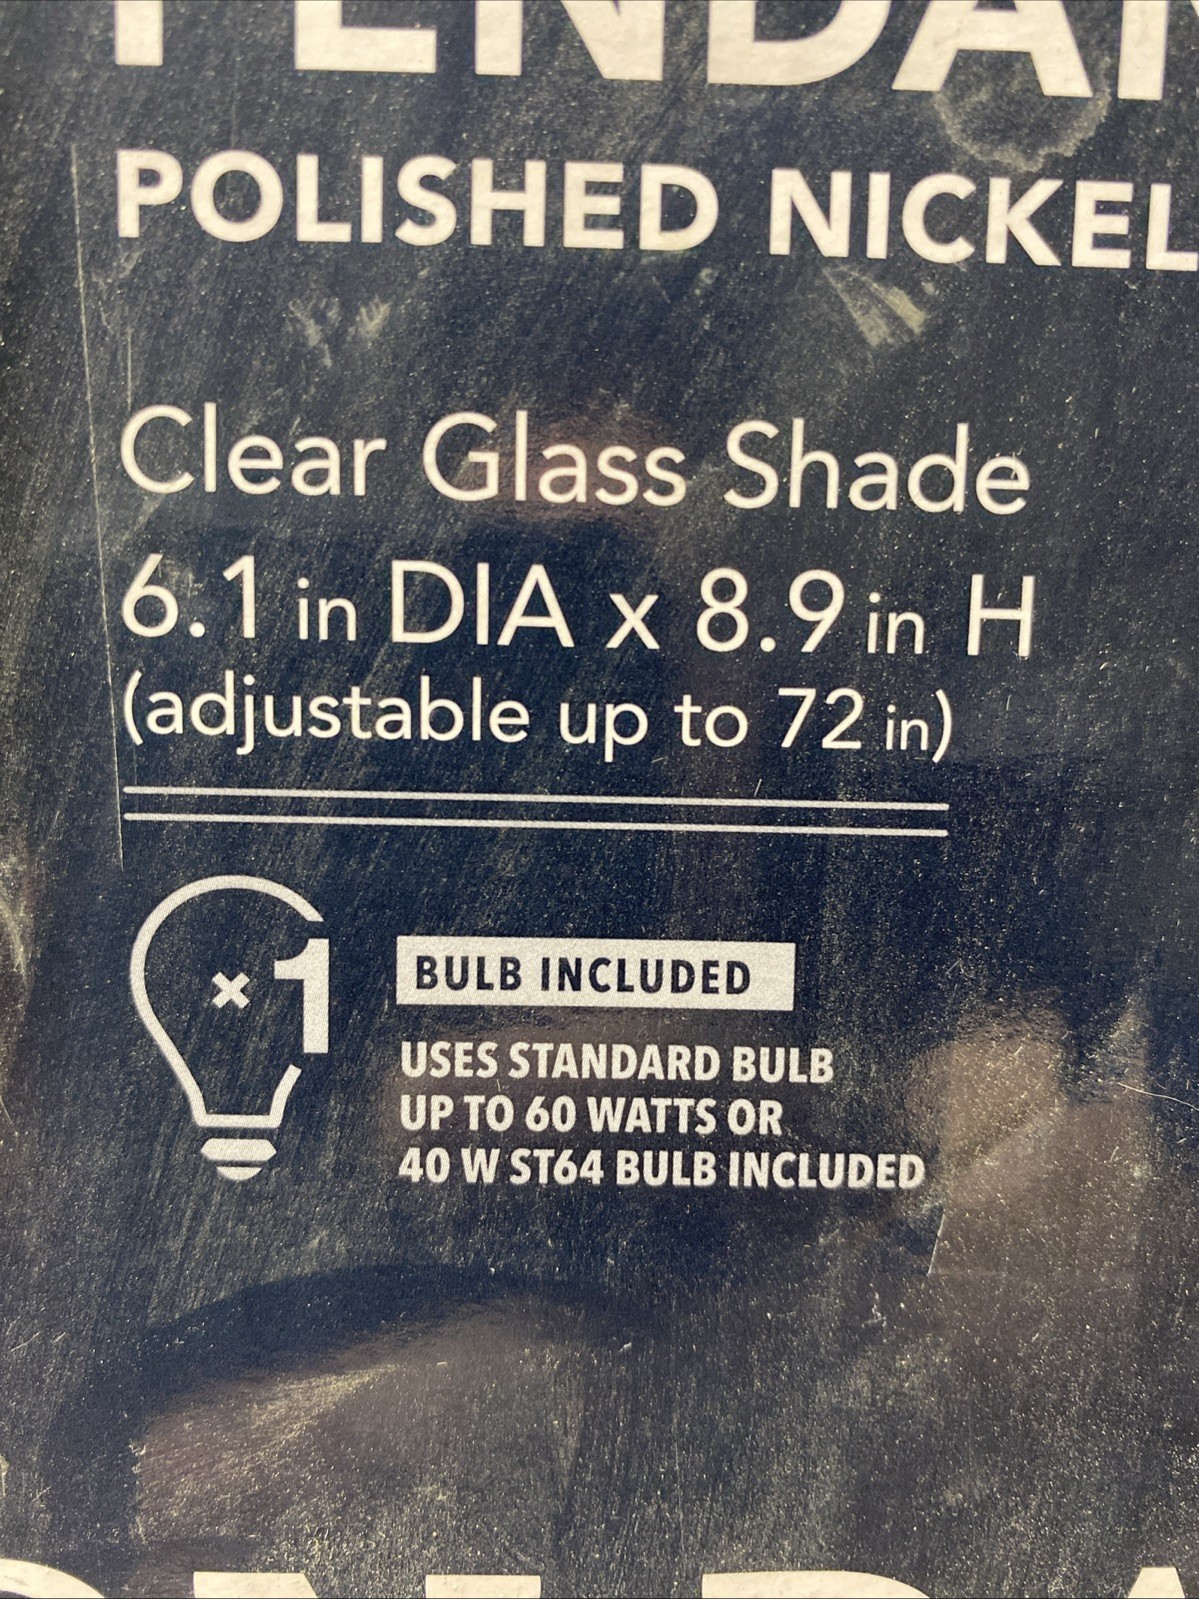 POLISHED NICKEL
Clear Glass Shade
6.1 in DIA x 8.9 in H
(adjustable up to 72 in)
x1
BULB INCLUDED
USES STANDARD BULB
UP TO 60 WATTS OR
40 W ST64 BULB INCLUDED